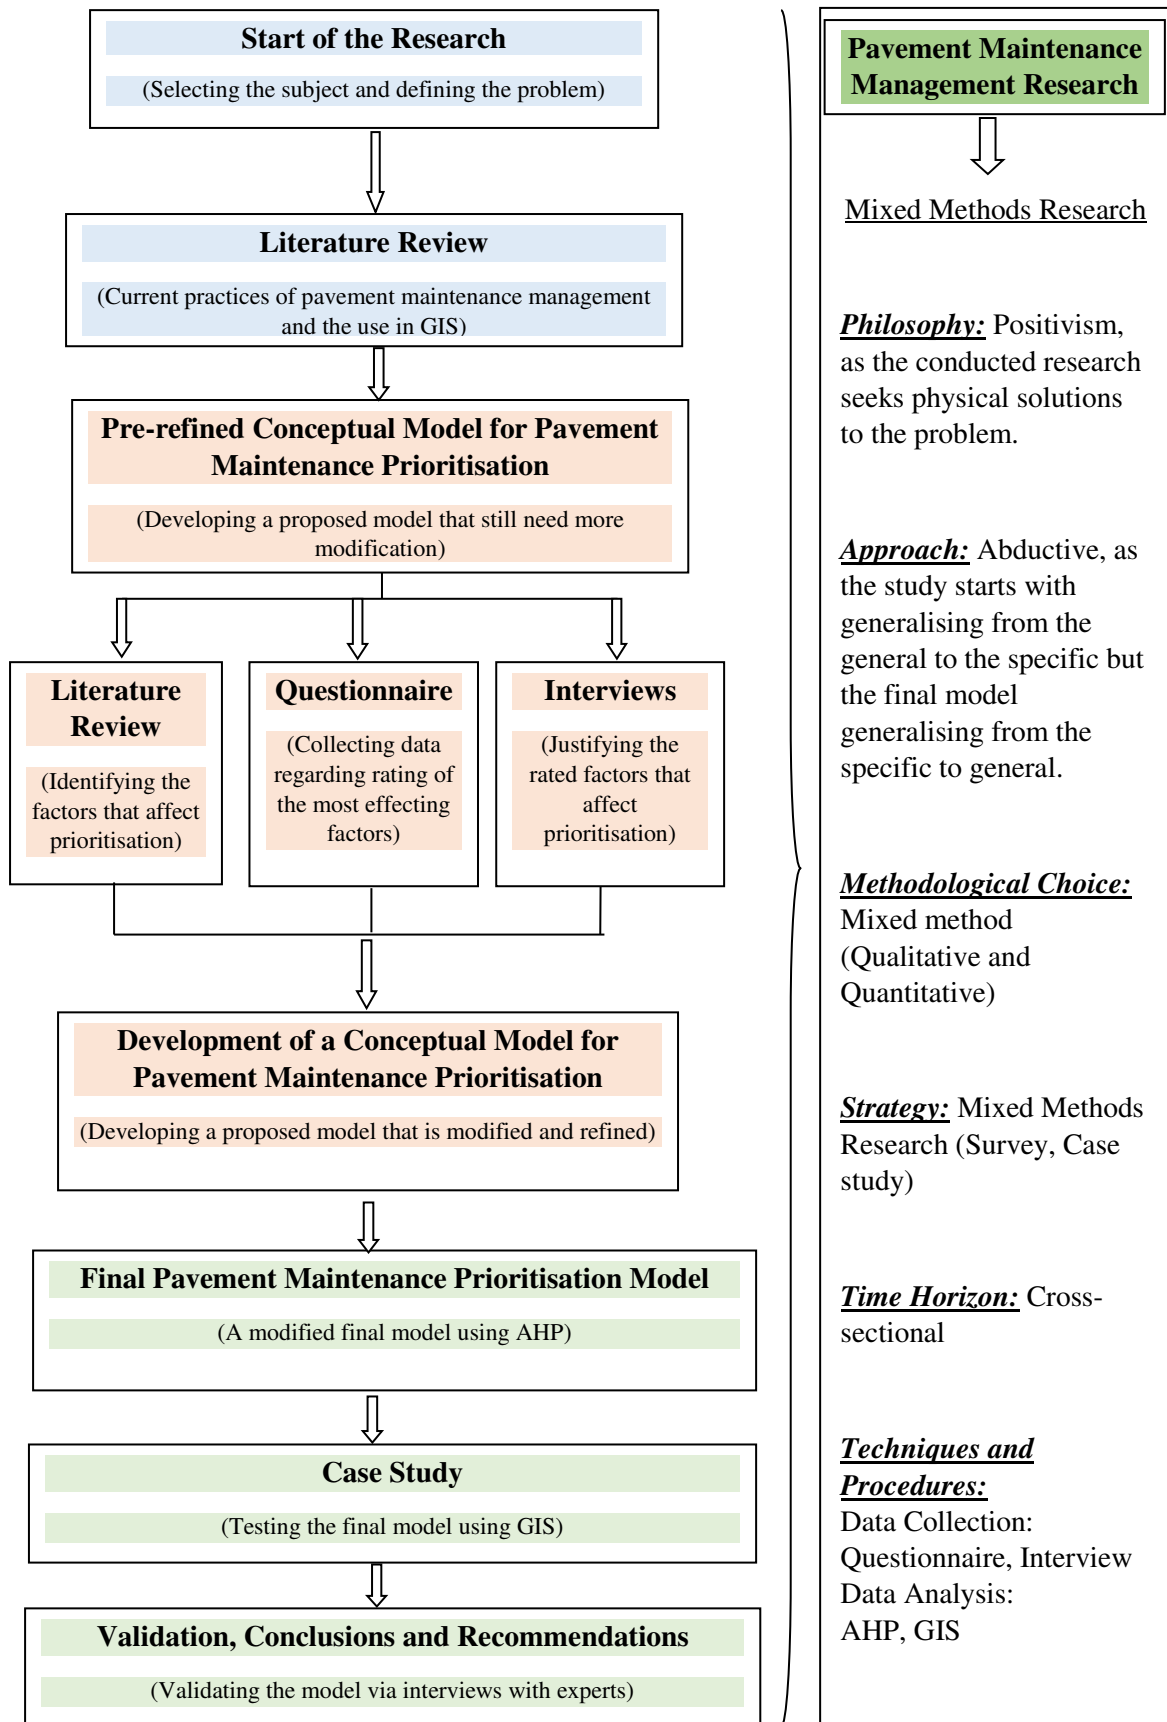 Start of the Research
(Selecting the subject and defining the problem)
Literature Review
(Current practices of pavement maintenance management
and the use in GIS)
Pre-refined Conceptual Model for Pavement
Maintenance Prioritisation
(Developing a proposed model that still need more
modification)
Literature
Review
(Identifying the
factors that affect
prioritisation)
Questionnaire
(Collecting data
regarding rating of
the most effecting
factors)
Interviews
(Justifying the
rated factors that
affect
prioritisation)
Development of a Conceptual Model for
Pavement Maintenance Prioritisation
(Developing a proposed model that is modified and refined)
Final Pavement Maintenance Prioritisation Model
(A modified final model using AHP)
Case Study
(Testing the final model using GIS)
Validation, Conclusions and Recommendations
(Validating the model via interviews with experts)
Pavement Maintenance
Management Research
Mixed Methods Research
Philosophy: Positivism,
as the conducted research
seeks physical solutions
to the problem.
Approach: Abductive, as
the study starts with
generalising from the
general to the specific but
the final model
generalising from the
specific to general.
Methodological Choice:
Mixed method
(Qualitative and
Quantitative)
Strategy: Mixed Methods
Research (Survey, Case
study)
Time Horizon: Cross-
sectional
Techniques and
Procedures:
Data Collection:
Questionnaire, Interview
Data Analysis:
AHP, GIS